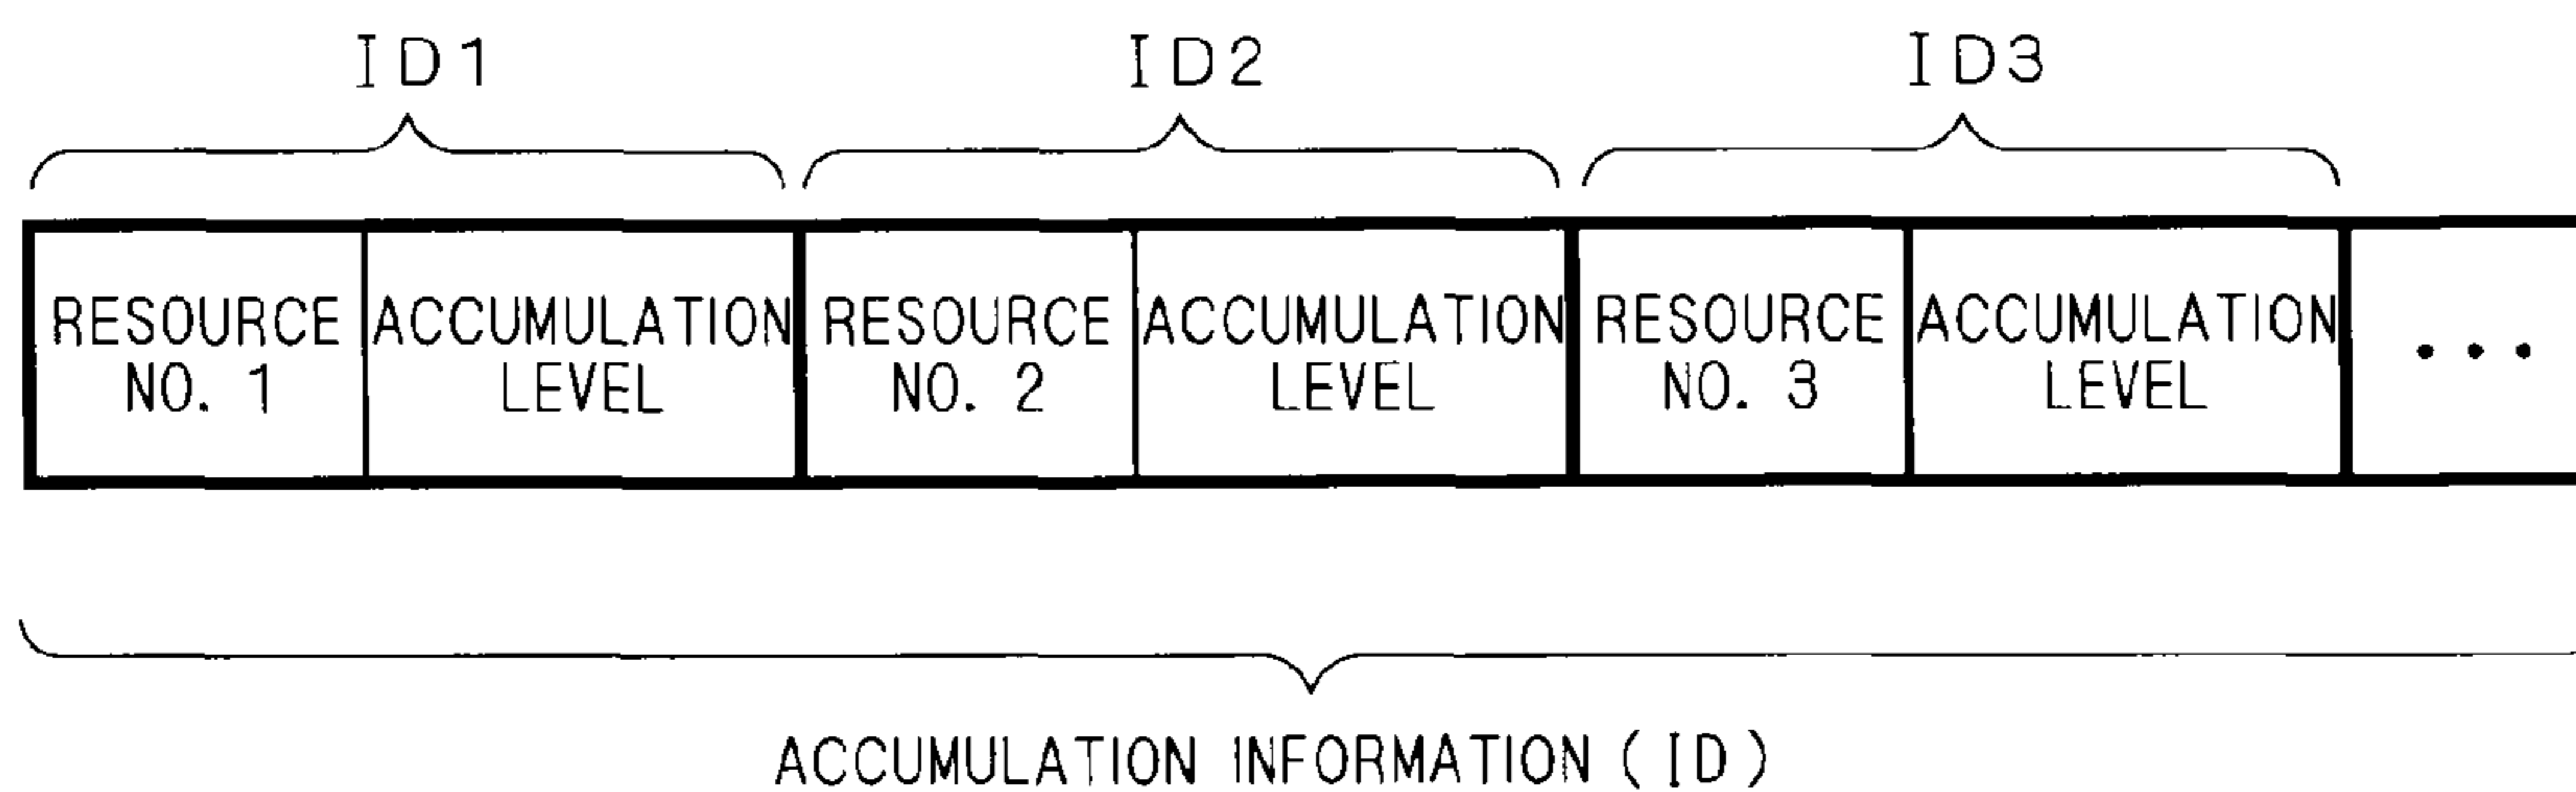 ID1 ID2 ID3
RESOURCE ACCUMULATION RESOURCE ACCUMULATION RESOURCE ACCUMULATION
NO. 1 LEVEL NO. 2 LEVEL NO. 3 LEVEL ...
ACCUMULATION INFORMATION (ID)